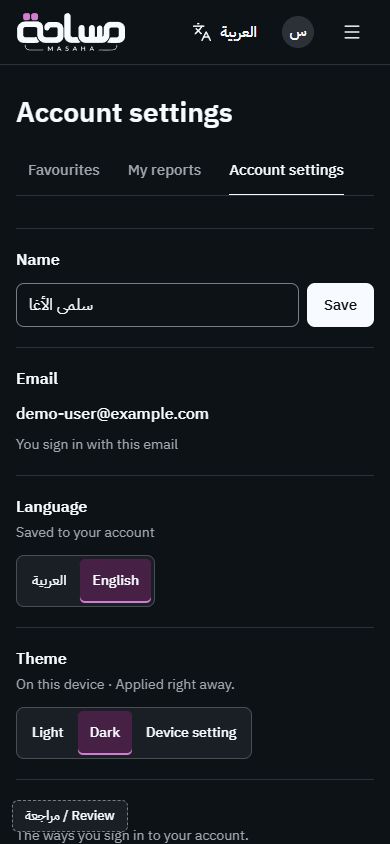 مساحة
MASAHA
العربية
س
Account settings
Favourites
My reports
Account settings
Name
سلمى الأغا
Save
Email
demo-user@example.com
You sign in with this email
Language
Saved to your account
العربية
English
Theme
On this device · Applied right away.
Light
Dark
Device setting
مراجعة / Review
The ways you sign in to your account.